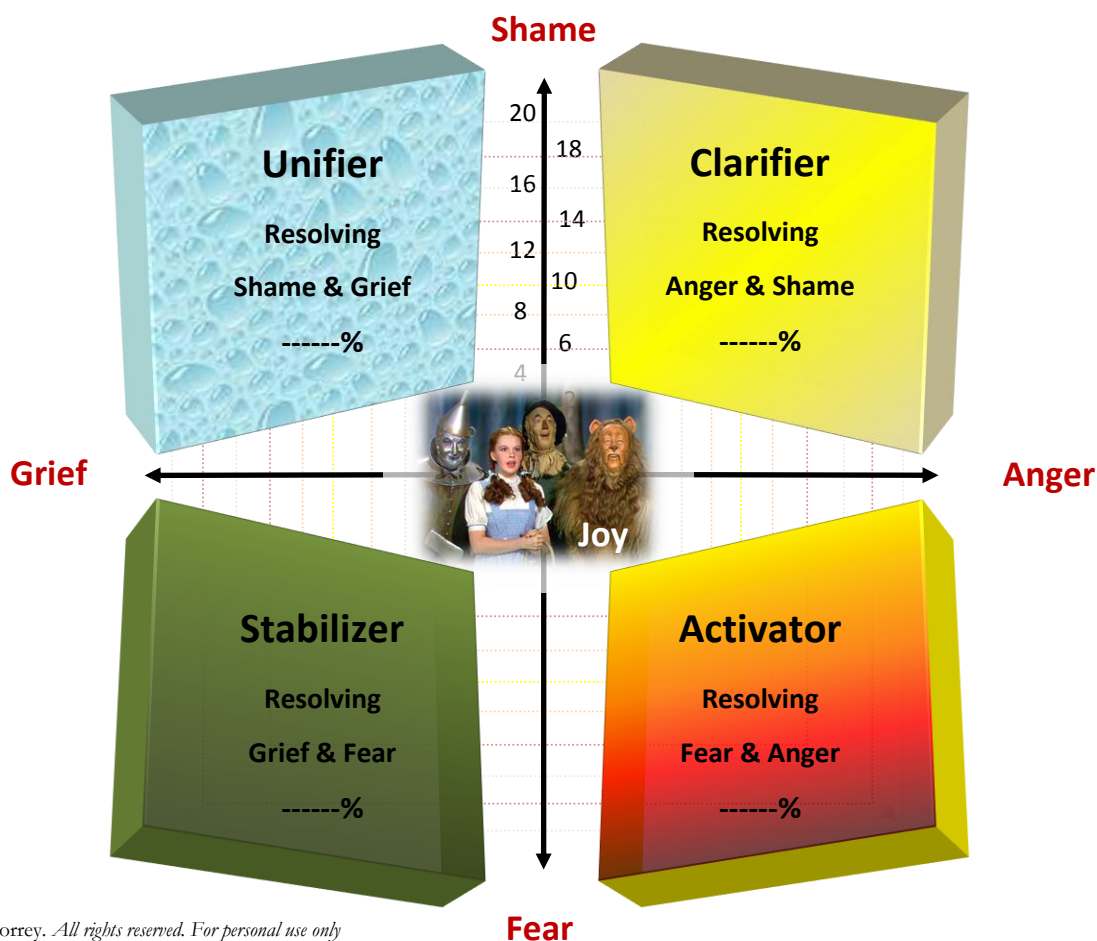 Shame
20
18
16
14
12
10
8
6
4
Unifier
Resolving
Shame & Grief
------%
Clarifier
Resolving
Anger & Shame
------%
Grief
Anger
Joy
Stabilizer
Resolving
Grief & Fear
------%
Activator
Resolving
Fear & Anger
------%
Fear
orrey. All rights reserved. For personal use only